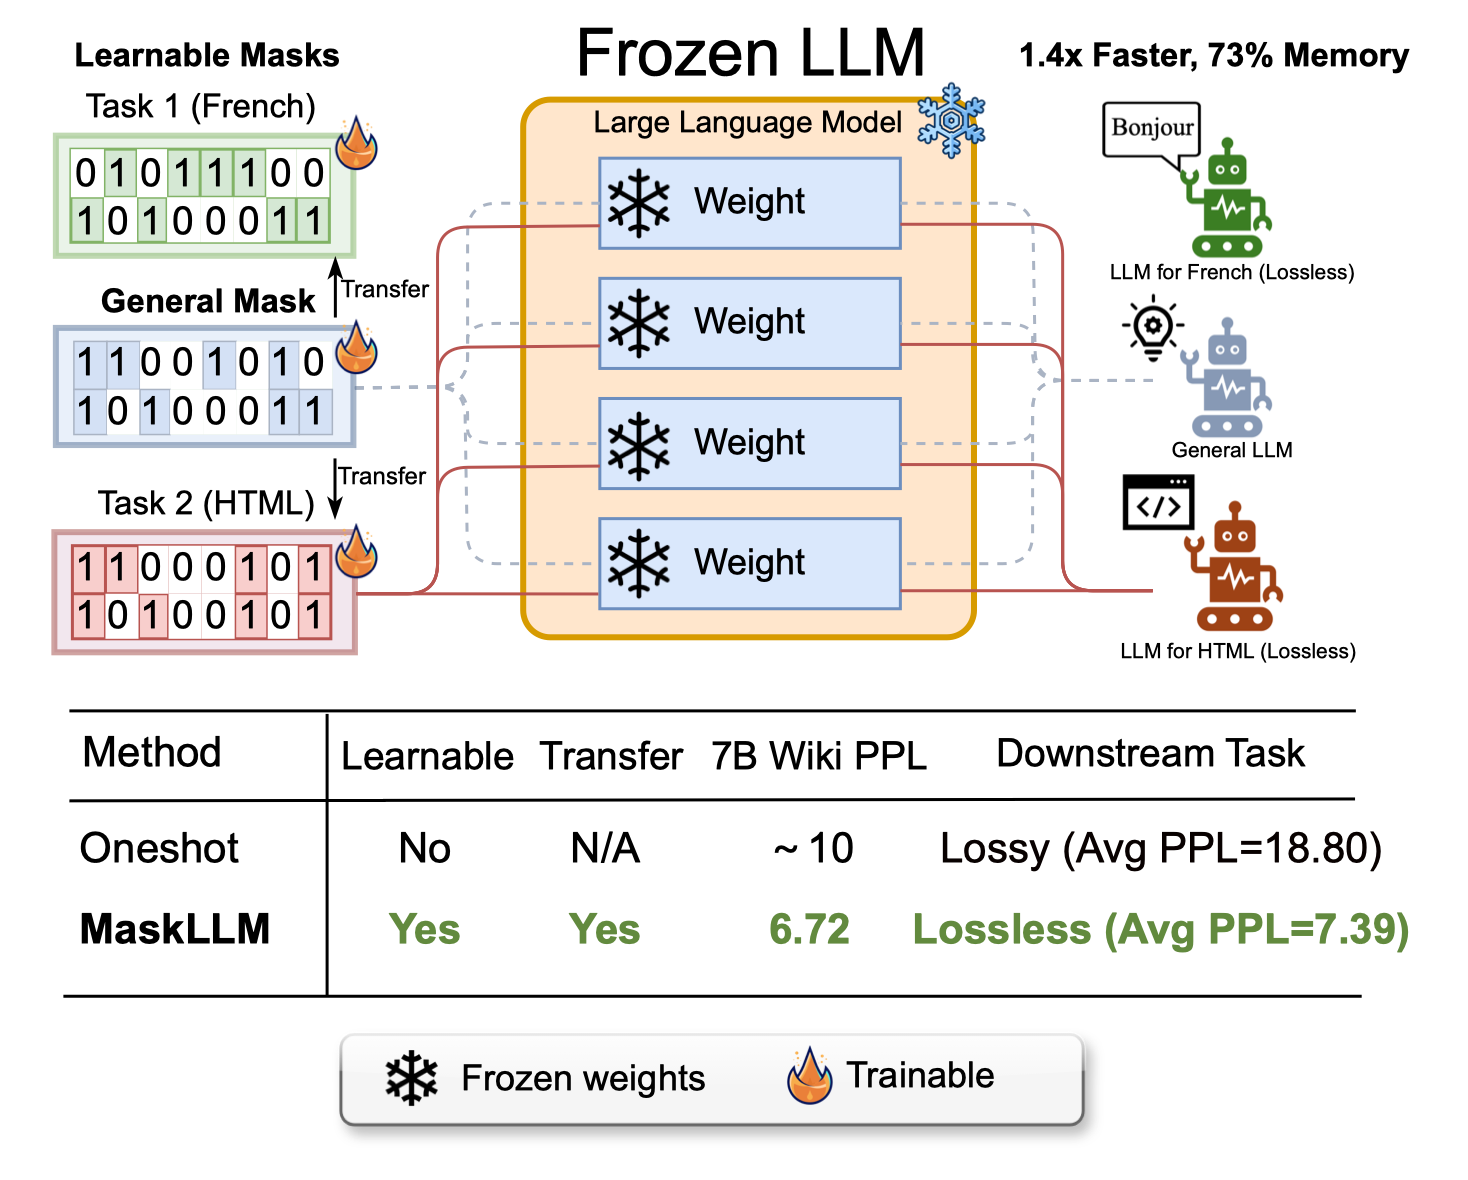 Frozen LLM
Learnable Masks
1.4x Faster, 73% Memory
Task 1 (French)
0 1 0 1 1 1 0 0
1 0 1 0 0 0 1 1
Transfer
General Mask
1 1 0 0 1 0 1 0
1 0 1 0 0 0 1 1
Transfer
Task 2 (HTML)
1 1 0 0 0 1 0 1
1 0 1 0 0 1 0 1
Large Language Model
Weight
Weight
Weight
Weight
Bonjour
LLM for French (Lossless)
General LLM
</>
LLM for HTML (Lossless)
Method Learnable Transfer 7B Wiki PPL Downstream Task
Oneshot No N/A ~ 10 Lossy (Avg PPL=18.80)
MaskLLM Yes Yes 6.72 Lossless (Avg PPL=7.39)
Frozen weights Trainable